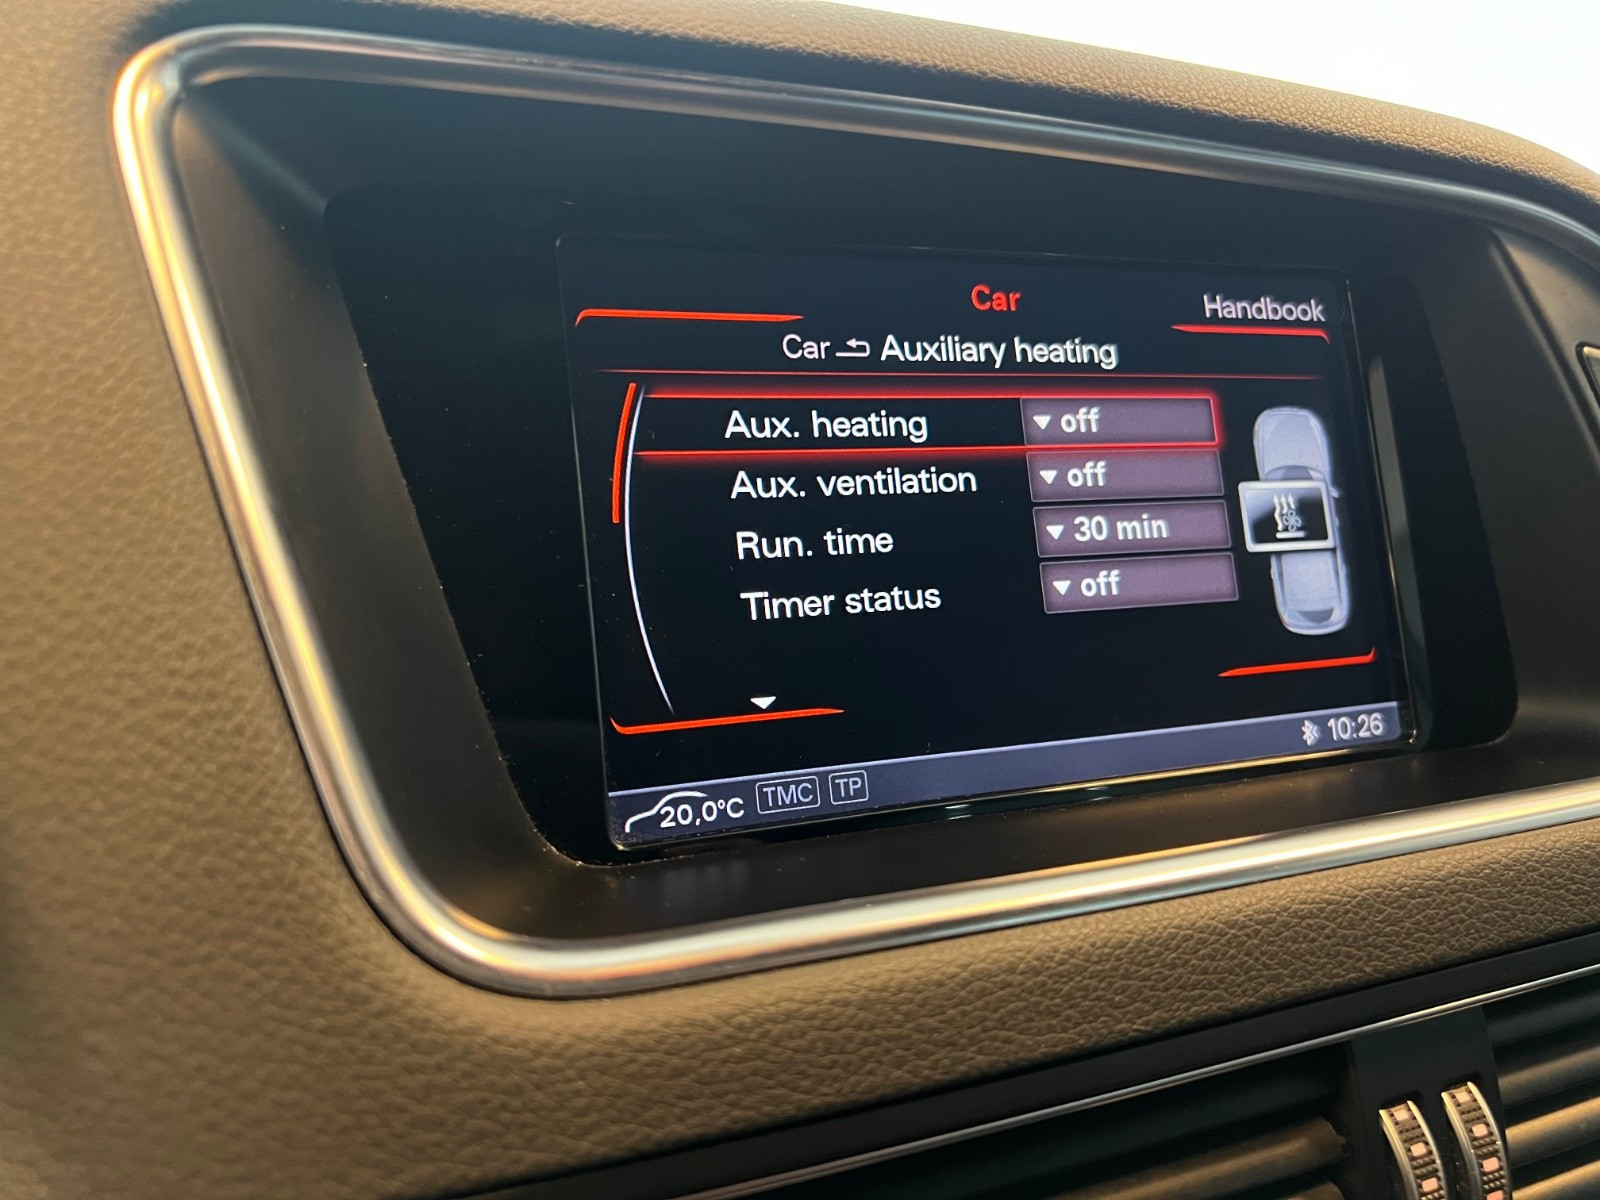 Car
Handbook
Car Auxiliary heating
Aux. heating off
Aux. ventilation off
Run. time 30 min
Timer status off
20,0°C TMC TP 10:26